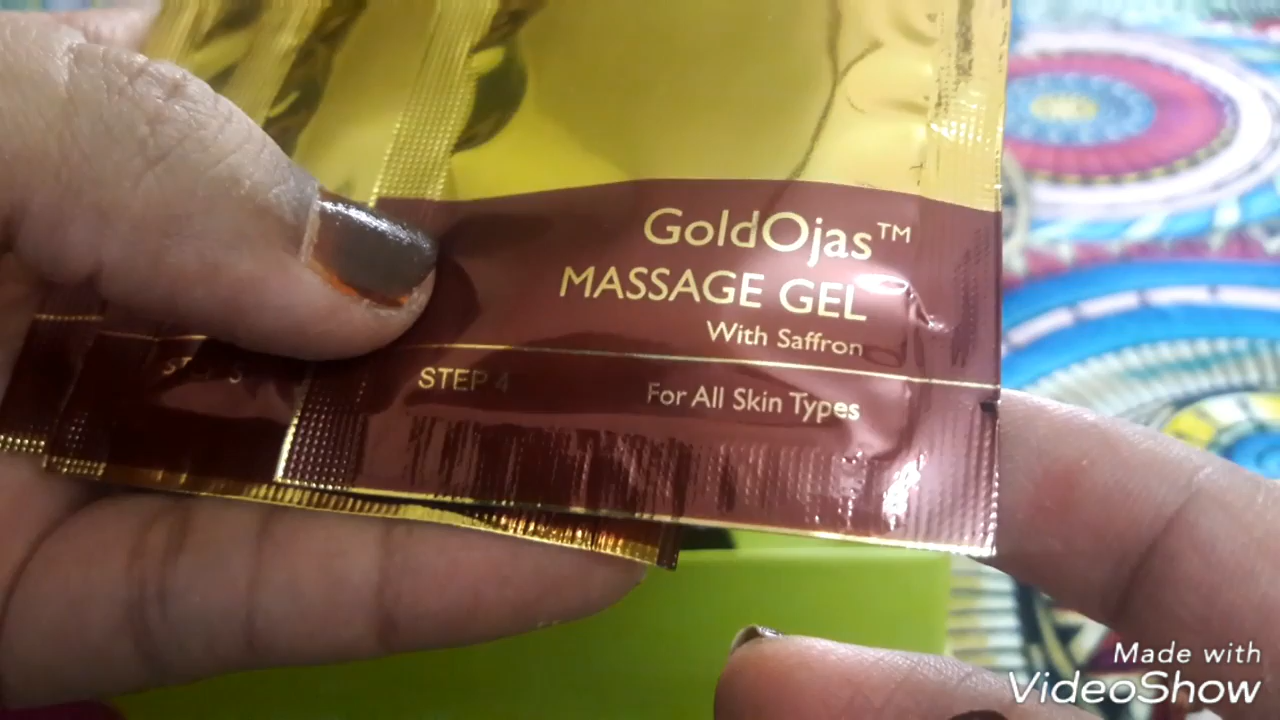 GoldOjas™
MASSAGE GEL
With Saffron
STEP 4
For All Skin Types
Made with
VideoShow